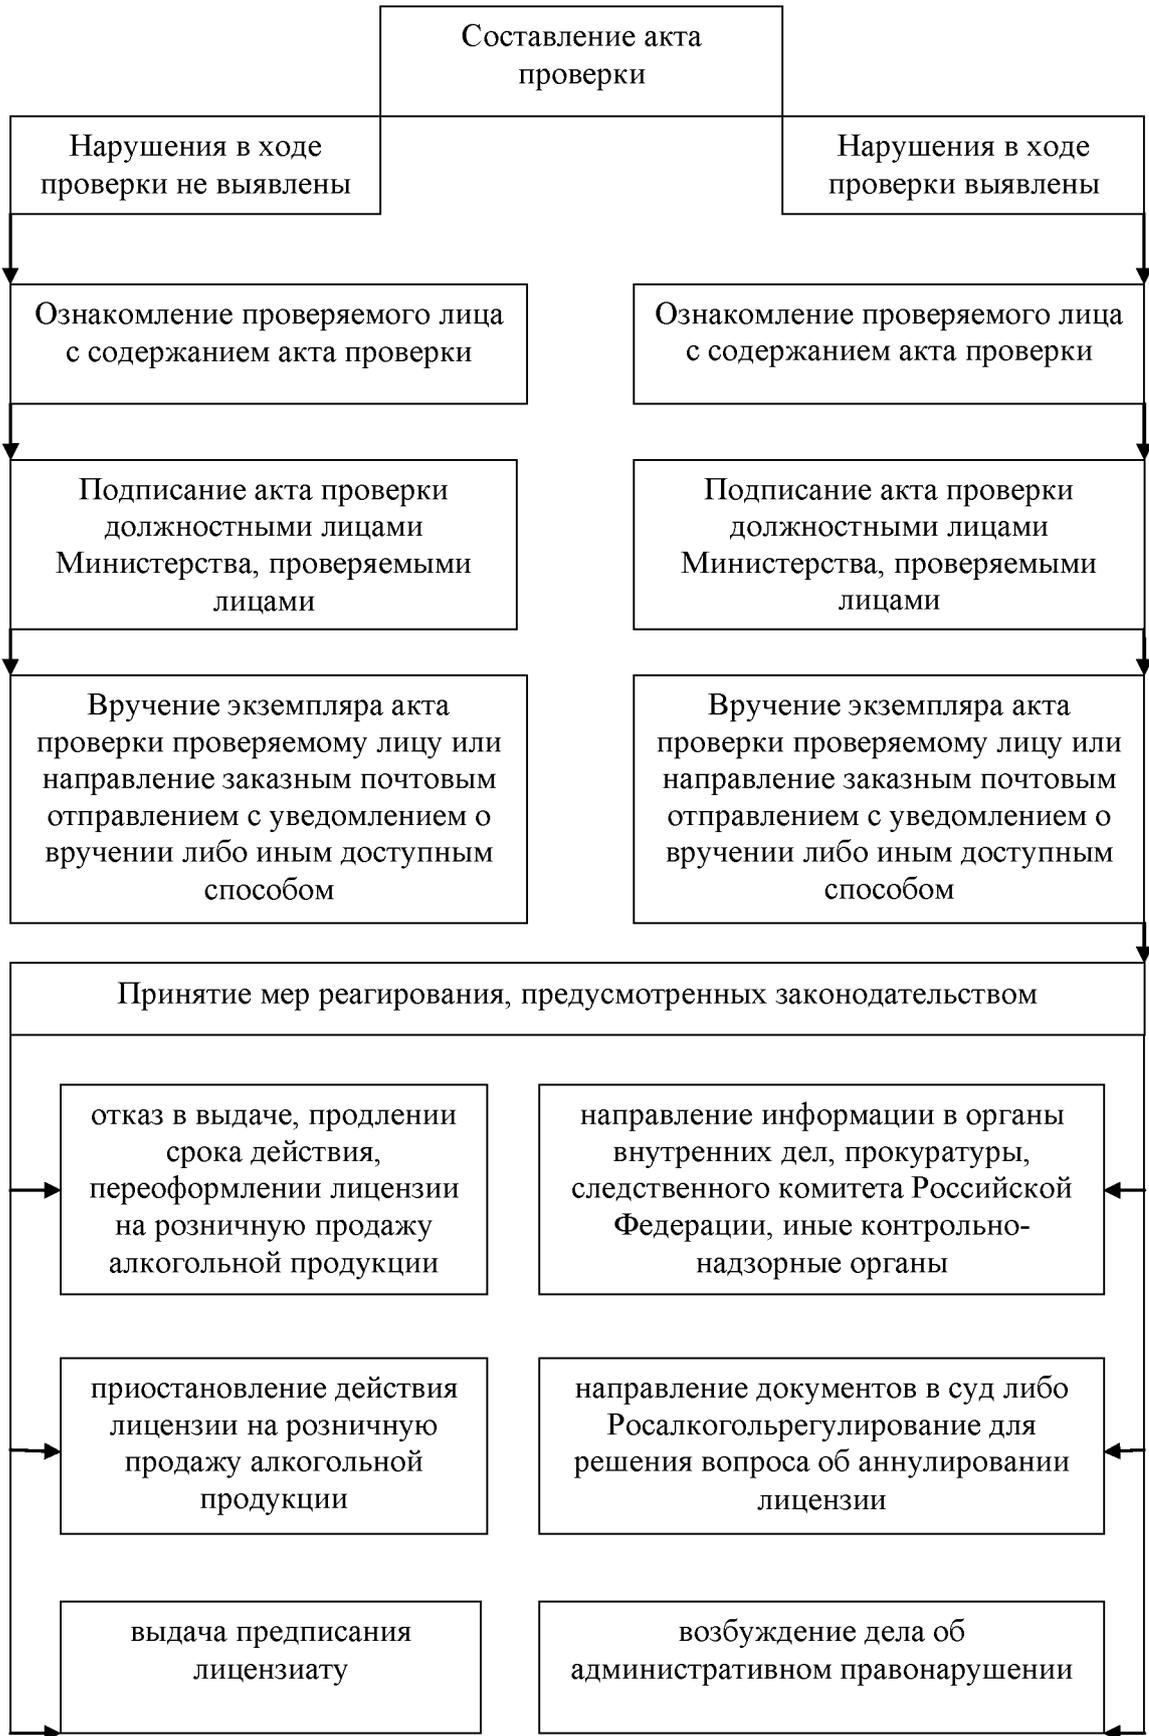 Составление акта
проверки
Нарушения в ходе
проверки не выявлены
Нарушения в ходе
проверки выявлены
Ознакомление проверяемого лица
с содержанием акта проверки
Ознакомление проверяемого лица
с содержанием акта проверки
Подписание акта проверки
должностными лицами
Министерства, проверяемыми
лицами
Подписание акта проверки
должностными лицами
Министерства, проверяемыми
лицами
Вручение экземпляра акта
проверки проверяемому лицу или
направление заказным почтовым
отправлением с уведомлением о
вручении либо иным доступным
способом
Вручение экземпляра акта
проверки проверяемому лицу или
направление заказным почтовым
отправлением с уведомлением о
вручении либо иным доступным
способом
Принятие мер реагирования, предусмотренных законодательством
отказ в выдаче, продлении
срока действия,
переоформлении лицензии
на розничную продажу
алкогольной продукции
направление информации в органы
внутренних дел, прокуратуры,
следственного комитета Российской
Федерации, иные контрольно-
надзорные органы
приостановление действия
лицензии на розничную
продажу алкогольной
продукции
направление документов в суд либо
Росалкогольрегулирование для
решения вопроса об аннулировании
лицензии
выдача предписания
лицензиату
возбуждение дела об
административном правонарушении